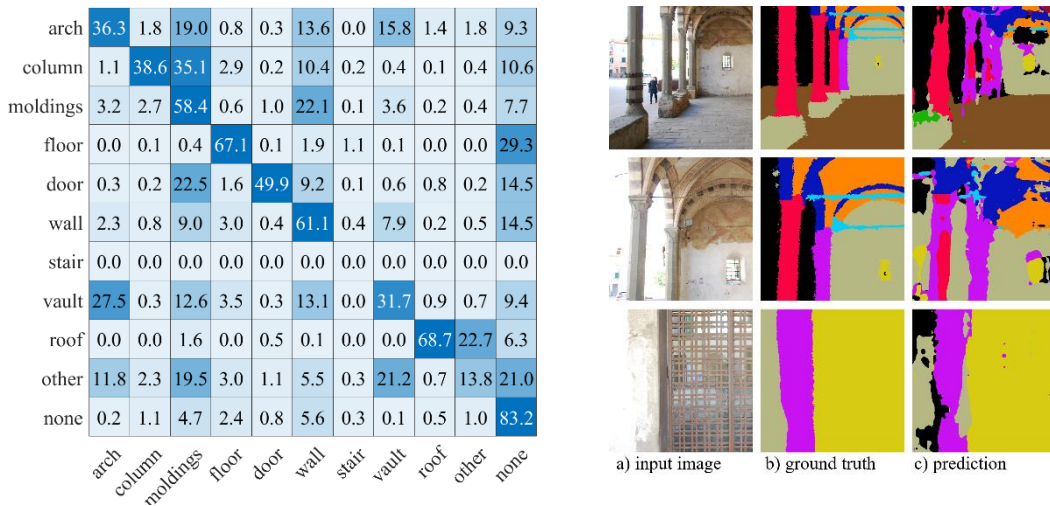 arch 36.3 1.8 19.0 0.8 0.3 13.6 0.0 15.8 1.4 1.8 9.3
column 1.1 38.6 35.1 2.9 0.2 10.4 0.2 0.4 0.1 0.4 10.6
moldings 3.2 2.7 58.4 0.6 1.0 22.1 0.1 3.6 0.2 0.4 7.7
floor 0.0 0.1 0.4 67.1 0.1 1.9 1.1 0.1 0.0 0.0 29.3
door 0.3 0.2 22.5 1.6 49.9 9.2 0.1 0.6 0.8 0.2 14.5
wall 2.3 0.8 9.0 3.0 0.4 61.1 0.4 7.9 0.2 0.5 14.5
stair 0.0 0.0 0.0 0.0 0.0 0.0 0.0 0.0 0.0 0.0 0.0
vault 27.5 0.3 12.6 3.5 0.3 13.1 0.0 31.7 0.9 0.7 9.4
roof 0.0 0.0 1.6 0.0 0.5 0.1 0.0 0.0 68.7 22.7 6.3
other 11.8 2.3 19.5 3.0 1.1 5.5 0.3 21.2 0.7 13.8 21.0
none 0.2 1.1 4.7 2.4 0.8 5.6 0.3 0.1 0.5 1.0 83.2
arch column moldings floor door wall stair vault roof other none
a) input image b) ground truth c) prediction